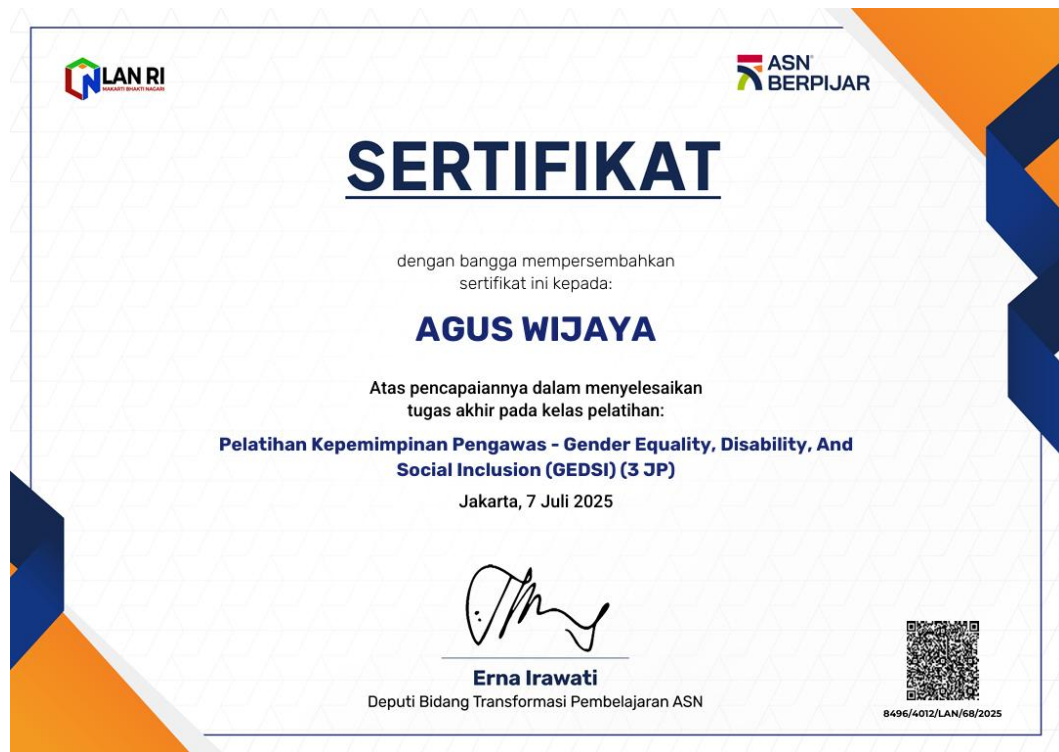 LAN RI
MAKARTI BHAKTI NAGARI
ASN
BERPIJAR
SERTIFIKAT
dengan bangga mempersembahkan
sertifikat ini kepada:
AGUS WIJAYA
Atas pencapaiannya dalam menyelesaikan
tugas akhir pada kelas pelatihan:
Pelatihan Kepemimpinan Pengawas - Gender Equality, Disability, And
Social Inclusion (GEDSI) (3 JP)
Jakarta, 7 Juli 2025
Erna Irawati
Deputi Bidang Transformasi Pembelajaran ASN
8496/4012/LAN/68/2025